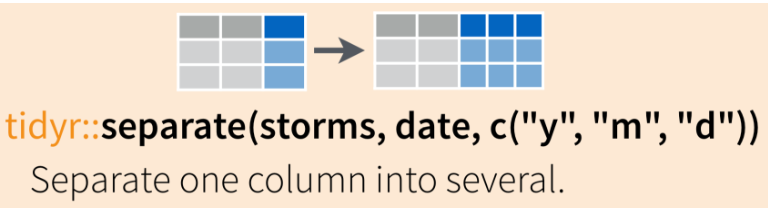 tidyr::separate(storms, date, c("y", "m", "d"))
Separate one column into several.